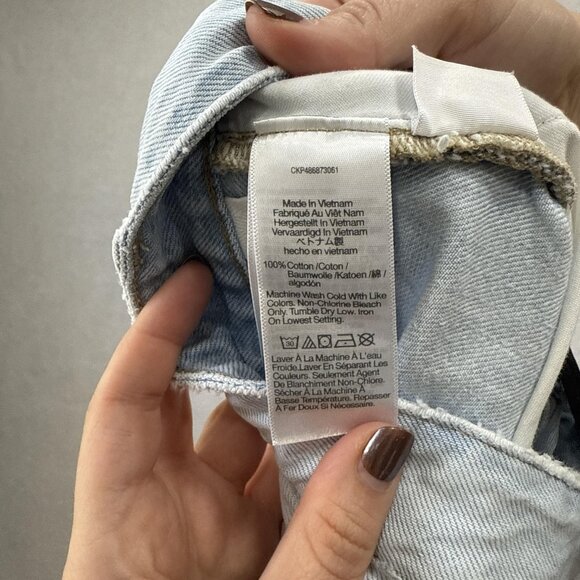 CKP486873061
Made In Vietnam
Fabriqué Au Viêt Nam
Hergestellt In Vietnam
Vervaardigd In Vietnam
ベトナム製
hecho en vietnam
100% Cotton /Coton /
Baumwolle /Katoen /綿 /
algodón
Machine Wash Cold With Like
Colors. Non-Chlorine Bleach
Only. Tumble Dry Low. Iron
On Lowest Setting.
30
Laver À La Machine À L'eau
Froide.Laver En Séparant Les
Couleurs. Seulement Agent
De Blanchiment Non-Chlore.
Sécher À La Machine À
Basse Température. Repasser
À Fer Doux Si Nécessaire.